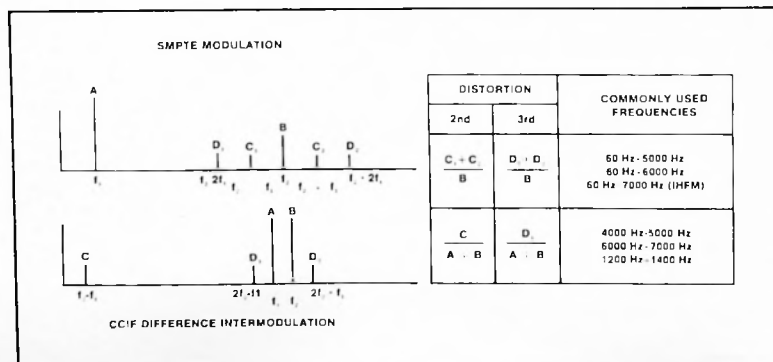 SMPTE MODULATION
A
B
D C C D
DISTORTION
2nd 3rd
COMMONLY USED
FREQUENCIES
C + C
B
D + D
B
60 Hz-5000 Hz
60 Hz-6000 Hz
60 Hz 7000 Hz (IHFM)
A B
C D D
2f -f1
C
A + B
D
A + B
4000 Hz-5000 Hz
6000 Hz-7000 Hz
1200 Hz-1400 Hz
CCIF DIFFERENCE INTERMODULATION